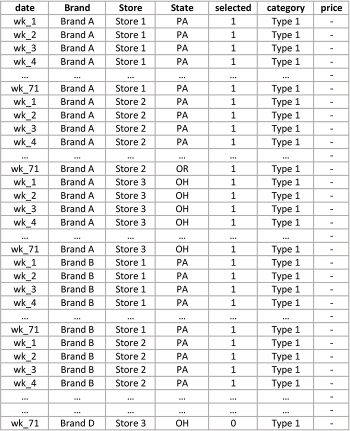 date Brand Store State selected category price
wk_1 Brand A Store 1 PA 1 Type 1 -
wk_2 Brand A Store 1 PA 1 Type 1 -
wk_3 Brand A Store 1 PA 1 Type 1 -
wk_4 Brand A Store 1 PA 1 Type 1 -
... ... ... ... ... ... -
wk_71 Brand A Store 1 PA 1 Type 1 -
wk_1 Brand A Store 2 PA 1 Type 1 -
wk_2 Brand A Store 2 PA 1 Type 1 -
wk_3 Brand A Store 2 PA 1 Type 1 -
wk_4 Brand A Store 2 PA 1 Type 1 -
... ... ... ... ... ... -
wk_71 Brand A Store 2 OR 1 Type 1 -
wk_1 Brand A Store 3 OH 1 Type 1 -
wk_2 Brand A Store 3 OH 1 Type 1 -
wk_3 Brand A Store 3 OH 1 Type 1 -
wk_4 Brand A Store 3 OH 1 Type 1 -
... ... ... ... ... ... -
wk_71 Brand A Store 3 OH 1 Type 1 -
wk_1 Brand B Store 1 PA 1 Type 1 -
wk_2 Brand B Store 1 PA 1 Type 1 -
wk_3 Brand B Store 1 PA 1 Type 1 -
wk_4 Brand B Store 1 PA 1 Type 1 -
... ... ... ... ... ... -
wk_71 Brand B Store 1 PA 1 Type 1 -
wk_1 Brand B Store 2 PA 1 Type 1 -
wk_2 Brand B Store 2 PA 1 Type 1 -
wk_3 Brand B Store 2 PA 1 Type 1 -
wk_4 Brand B Store 2 PA 1 Type 1 -
... ... ... ... ... ... -
... ... ... ... ... ... -
wk_71 Brand D Store 3 OH 0 Type 1 -